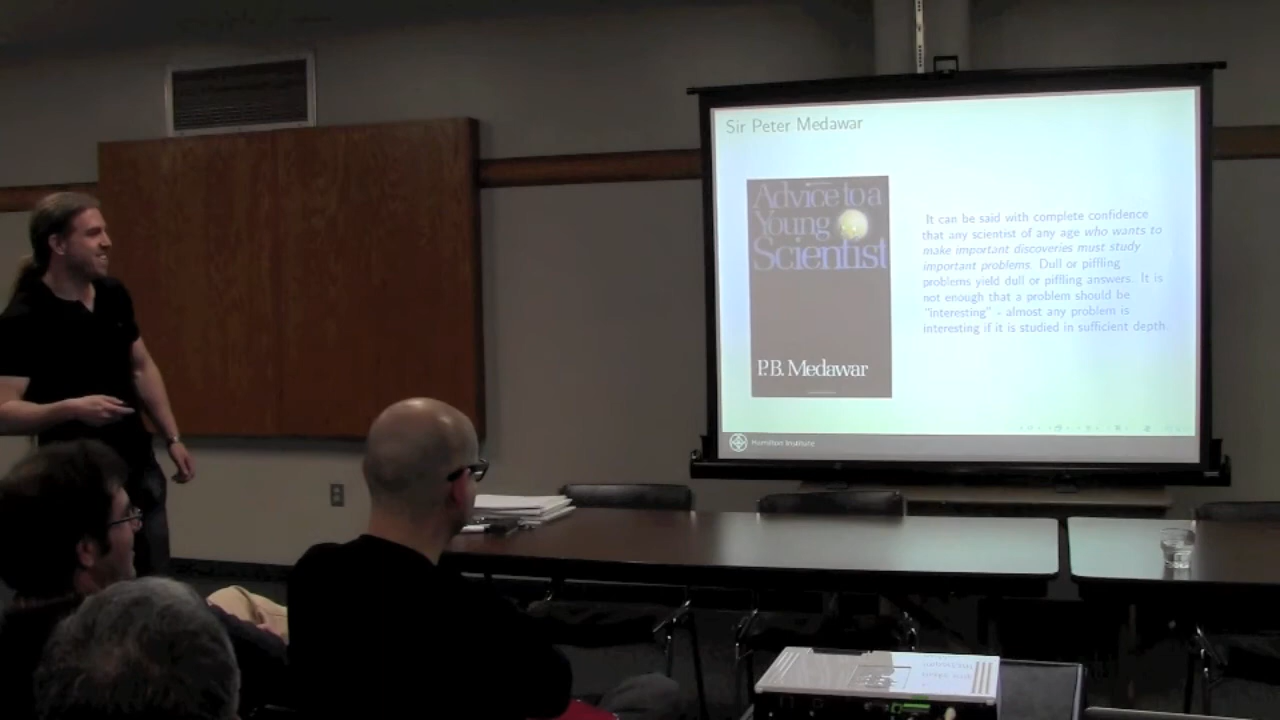 Sir Peter Medawar
Advice to a
Young
Scientist
P.B. Medawar
It can be said with complete confidence
that any scientist of any age who wants to
make important discoveries must study
important problems. Dull or piffling
problems yield dull or piffling answers. It is
not enough that a problem should be
"interesting" - almost any problem is
interesting if it is studied in sufficient depth.
Hamilton Institute